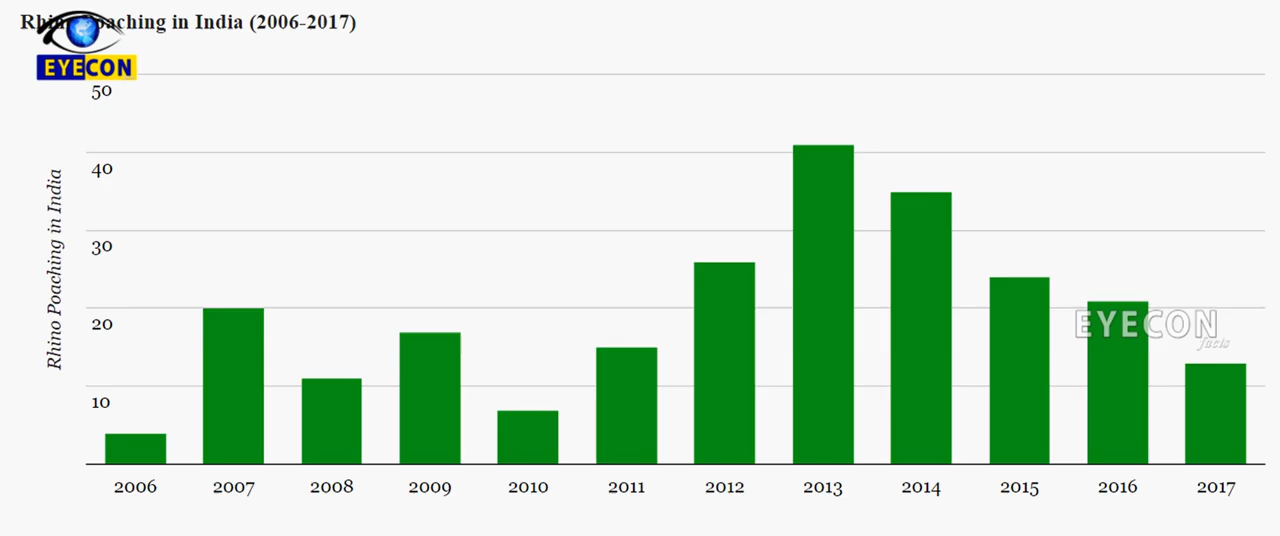 Rhino Poaching in India (2006-2017)
EYECON
50
40
30
20
10
Rhino Poaching in India
EYECON
facts
2006 2007 2008 2009 2010 2011 2012 2013 2014 2015 2016 2017